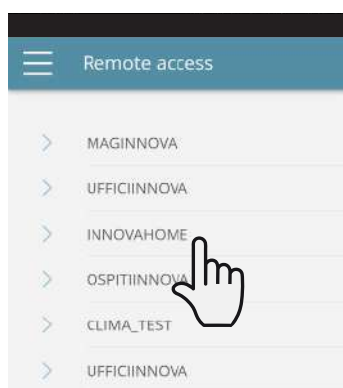 Remote access
MAGINNOVA
UFFICIINNOVA
INNOVAHOME
OSPITIINNOVA
CLIMA_TEST
UFFICIINNOVA